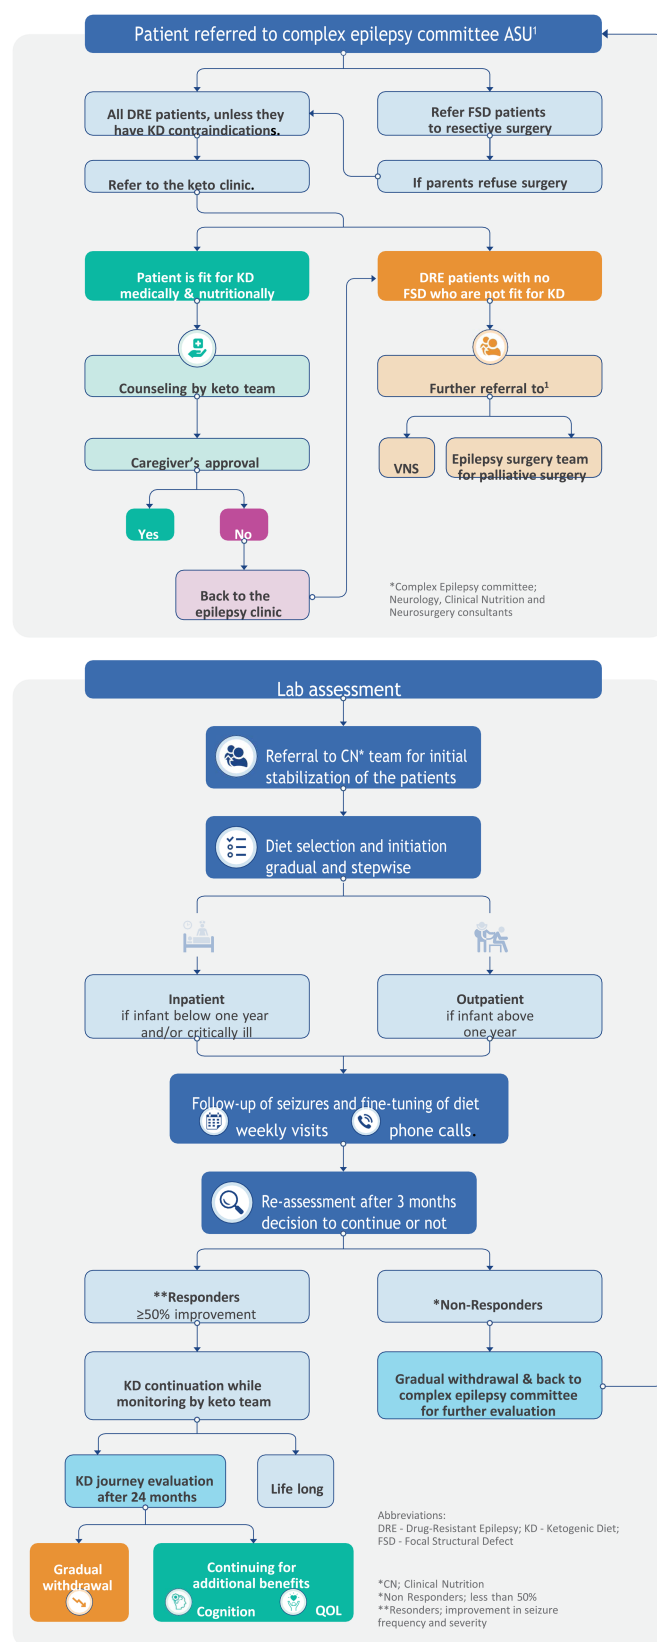 Patient referred to complex epilepsy committee ASU¹
All DRE patients, unless they
have KD contraindications.
Refer FSD patients
to resective surgery
Refer to the keto clinic.
If parents refuse surgery
Patient is fit for KD
medically & nutritionally
DRE patients with no
FSD who are not fit for KD
Counseling by keto team
Further referral to¹
Caregiver's approval
VNS
Epilepsy surgery team
for palliative surgery
Yes
No
Back to the
epilepsy clinic
*Complex Epilepsy committee;
Neurology, Clinical Nutrition and
Neurosurgery consultants
Lab assessment
Referral to CN* team for initial
stabilization of the patients
Diet selection and initiation
gradual and stepwise
Inpatient
if infant below one year
and/or critically ill
Outpatient
if infant above
one year
Follow-up of seizures and fine-tuning of diet
weekly visits
phone calls.
Re-assessment after 3 months
decision to continue or not
**Responders
≥50% improvement
*Non-Responders
KD continuation while
monitoring by keto team
Gradual withdrawal & back to
complex epilepsy committee
for further evaluation
KD journey evaluation
after 24 months
Life long
Gradual
withdrawal
Continuing for
additional benefits
Cognition
QOL
Abbreviations:
DRE - Drug-Resistant Epilepsy; KD - Ketogenic Diet;
FSD - Focal Structural Defect
*CN; Clinical Nutrition
*Non Responders; less than 50%
**Resonders; improvement in seizure
frequency and severity